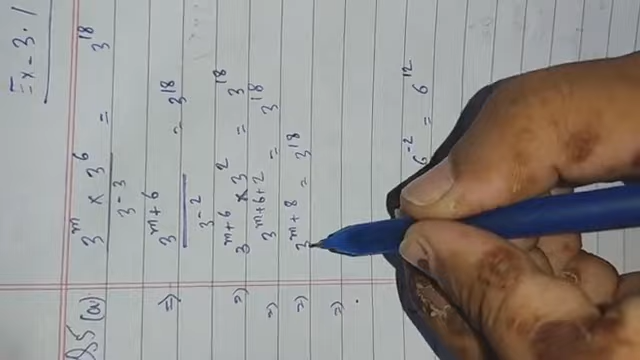 Ex - 3.1
Q5 (a) 3^m × 3^6 / 3^-3 = 3^18
=) 3^m+6 / 3^-2 = 3^18
=) 3^m+6 × 3^2 = 3^18
=) 3^m+6+2 = 3^18
=) 3^m+8 = 3^18
=)
6^-2 = 6^12